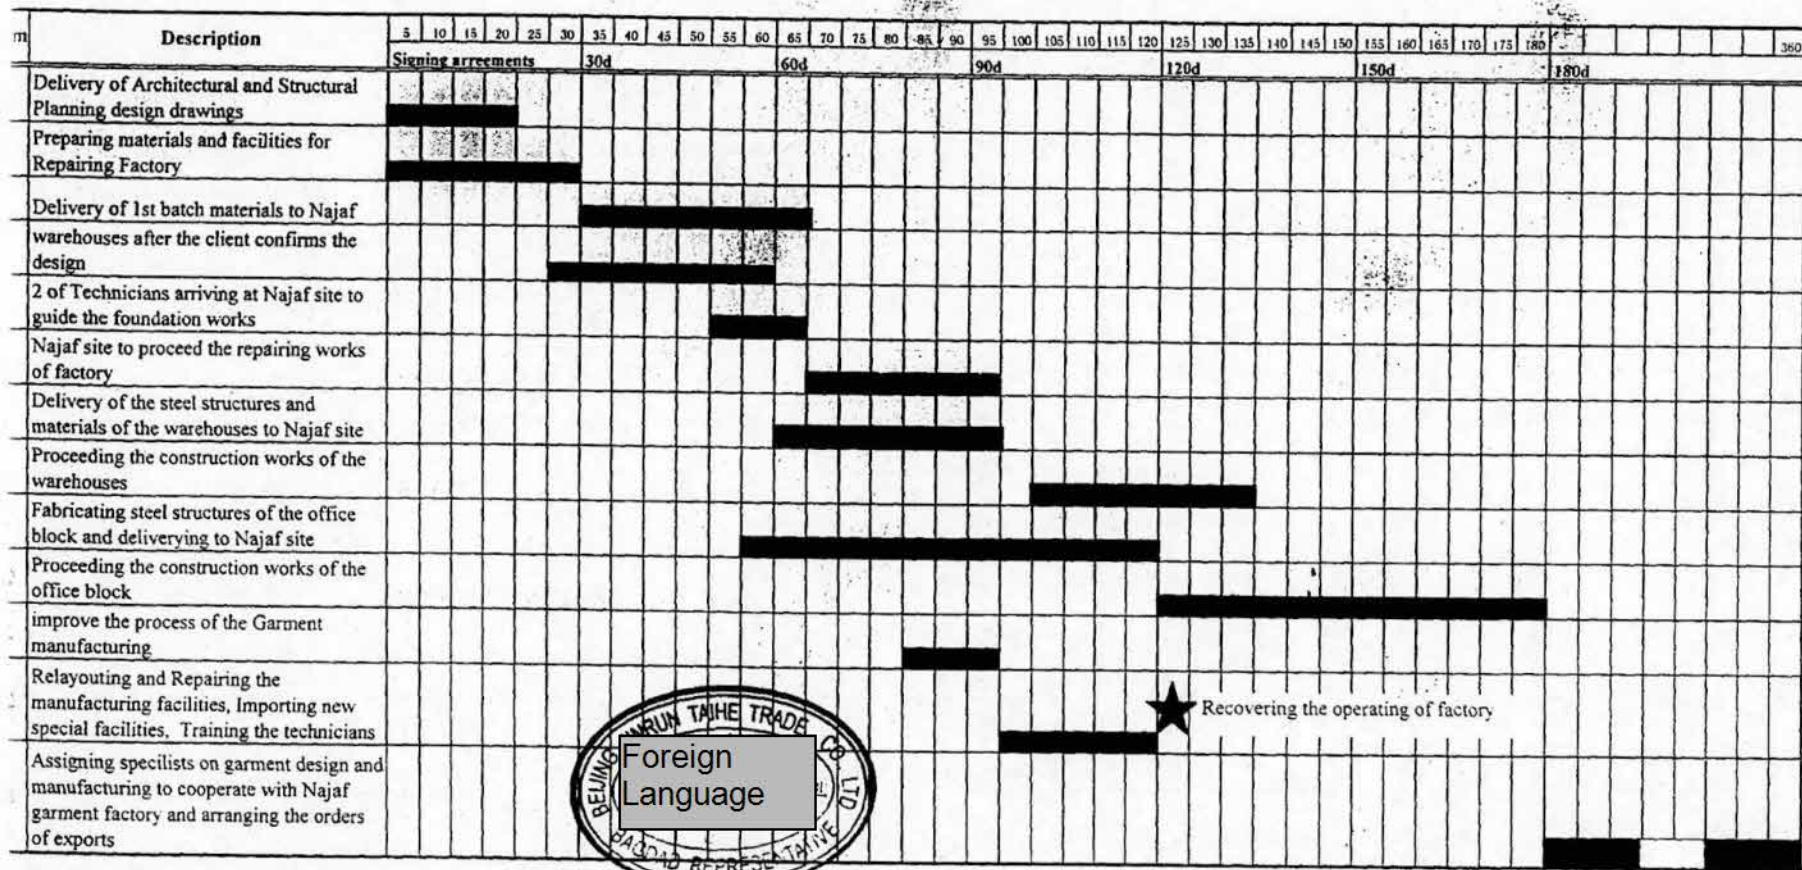 m Description 5 10 15 20 25 30 35 40 45 50 55 60 65 70 75 80 85 90 95 100 105 110 115 120 125 130 135 140 145 150 155 160 165 170 175 180 360
Signing arreements 30d 60d 90d 120d 150d 180d
Delivery of Architectural and Structural
Planning design drawings
Preparing materials and facilities for
Repairing Factory
Delivery of 1st batch materials to Najaf
warehouses after the client confirms the
design
2 of Technicians arriving at Najaf site to
guide the foundation works
Najaf site to proceed the repairing works
of factory
Delivery of the steel structures and
materials of the warehouses to Najaf site
Proceeding the construction works of the
warehouses
Fabricating steel structures of the office
block and deliverying to Najaf site
Proceeding the construction works of the
office block
improve the process of the Garment
manufacturing
Relayouting and Repairing the
manufacturing facilities, Importing new
special facilities, Training the technicians
Recovering the operating of factory
Assigning specilists on garment design and
manufacturing to cooperate with Najaf
garment factory and arranging the orders
of exports
BEIJING TAIHE TRADE CO LTD
Foreign
Language
BAGDAD REPRESENTATIVE